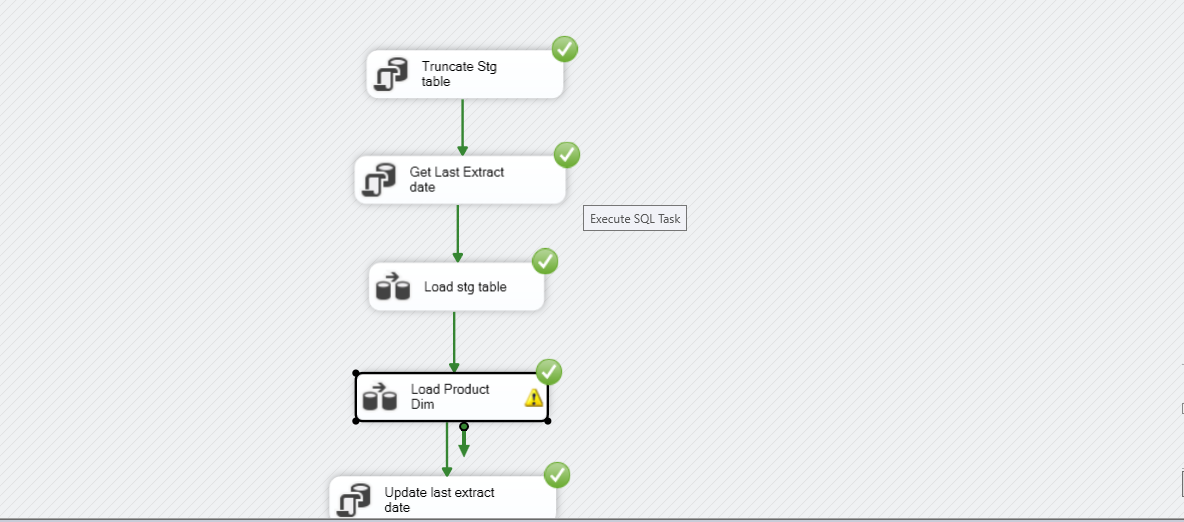 Truncate Stg
table
Get Last Extract
date
Execute SQL Task
Load stg table
Load Product
Dim
Update last extract
date